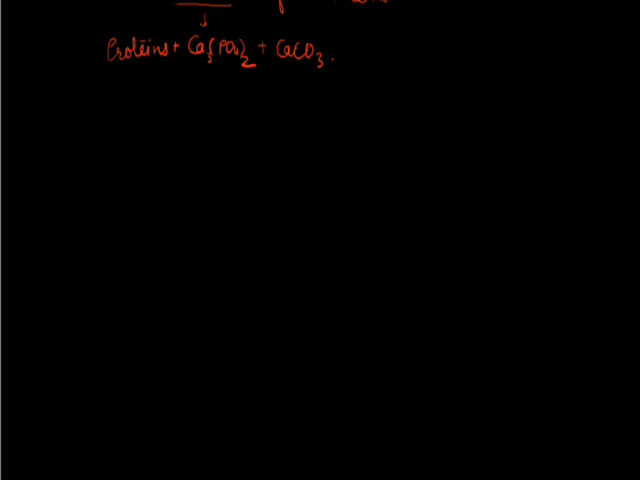 Proteins + Ca₃(PO₄)₂ + CaCO₃.